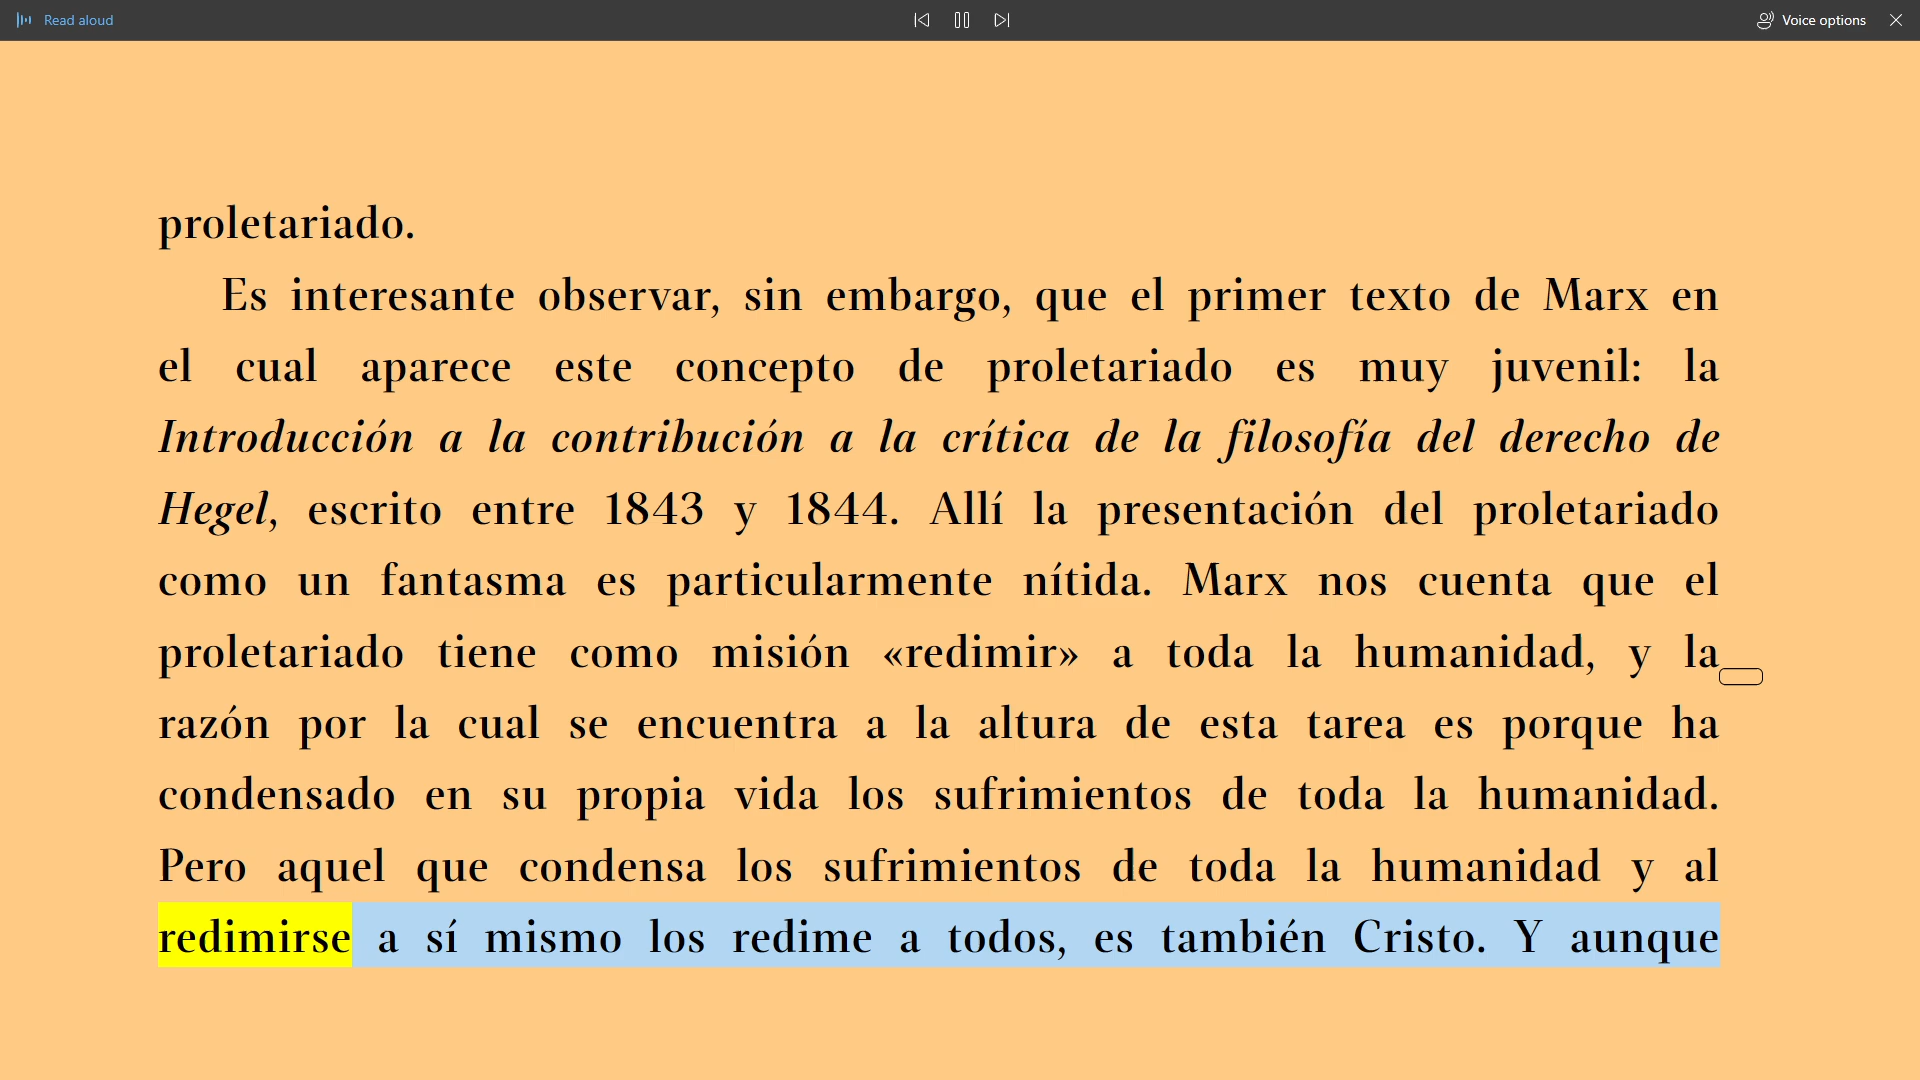 Read aloud
Voice options
proletariado.
Es interesante observar, sin embargo, que el primer texto de Marx en
el cual aparece este concepto de proletariado es muy juvenil: la
Introducción a la contribución a la crítica de la filosofía del derecho de
Hegel, escrito entre 1843 y 1844. Allí la presentación del proletariado
como un fantasma es particularmente nítida. Marx nos cuenta que el
proletariado tiene como misión «redimir» a toda la humanidad, y la
razón por la cual se encuentra a la altura de esta tarea es porque ha
condensado en su propia vida los sufrimientos de toda la humanidad.
Pero aquel que condensa los sufrimientos de toda la humanidad y al
redimirse a sí mismo los redime a todos, es también Cristo. Y aunque